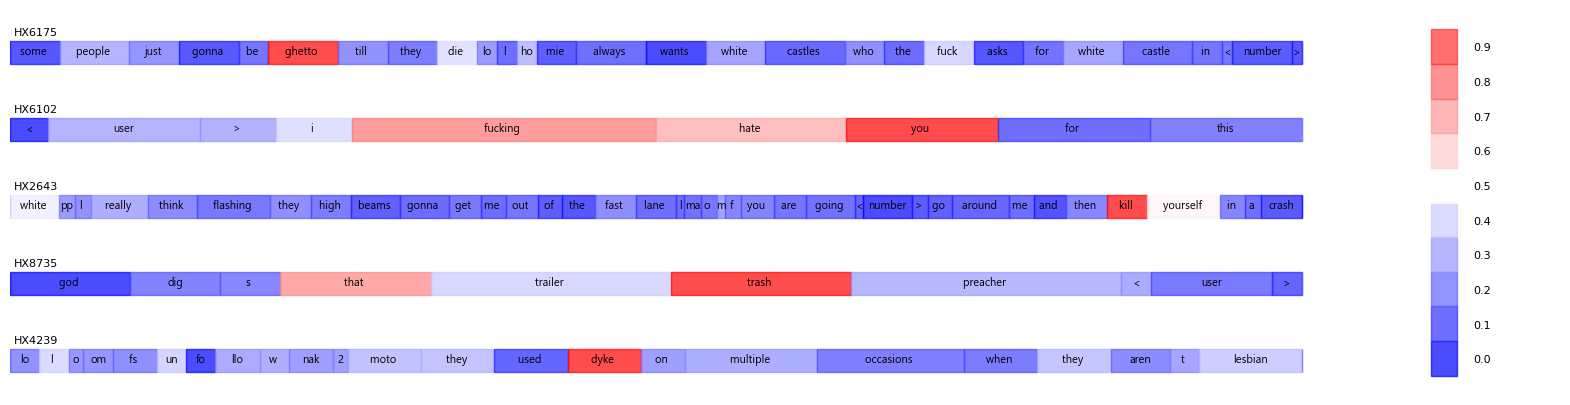 HX6175
some people just gonna be ghetto till they die lo l ho mie always wants white castles who the fuck asks for white castle in < number >
HX6102
< user > i fucking hate you for this
HX2643
white pp l really think flashing they high beams gonna get me out of the fast lane l ma o m f you are going < number > go around me and then kill yourself in a crash
HX8735
god dig s that trailer trash preacher < user >
HX4239
lo l o om fs un fo llo w nak 2 moto they used dyke on multiple occasions when they aren t lesbian
0.9
0.8
0.7
0.6
0.5
0.4
0.3
0.2
0.1
0.0